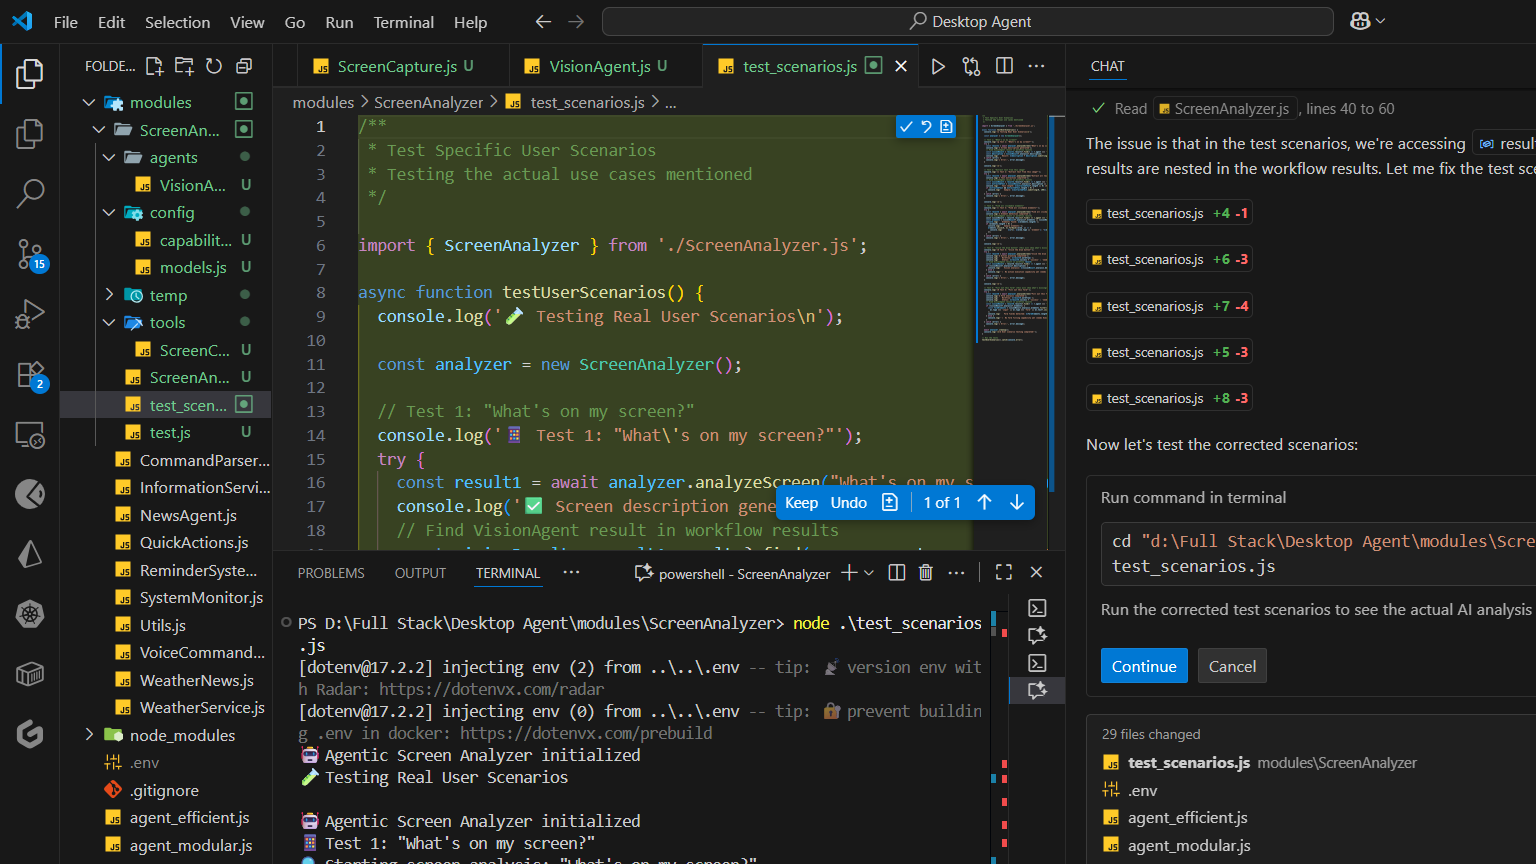 File Edit Selection View Go Run Terminal Help
Desktop Agent
FOLDE...
modules
ScreenAn...
agents
VisionA... U
config
capabilit... U
models.js U
temp
tools
ScreenC... U
ScreenAn... U
test_scen...
test.js U
CommandParser...
InformationServi...
NewsAgent.js
QuickActions.js
ReminderSyste...
SystemMonitor.js
Utils.js
VoiceCommand...
WeatherNews.js
WeatherService.js
node_modules
.env
.gitignore
agent_efficient.js
agent_modular.js
15
2
ScreenCapture.js U
VisionAgent.js U
test_scenarios.js
modules > ScreenAnalyzer > test_scenarios.js > ...
1 /**
2 * Test Specific User Scenarios
3 * Testing the actual use cases mentioned
4 */
5
6 import { ScreenAnalyzer } from './ScreenAnalyzer.js';
7
8 async function testUserScenarios() {
9 console.log('🧪 Testing Real User Scenarios\n');
10
11 const analyzer = new ScreenAnalyzer();
12
13 // Test 1: "What's on my screen?"
14 console.log('📱 Test 1: "What\'s on my screen?"');
15 try {
16 const result1 = await analyzer.analyzeScreen("What's on my s
17 console.log('✅ Screen description gene
18 // Find VisionAgent result in workflow results
Keep Undo 1 of 1
PROBLEMS OUTPUT TERMINAL ...
powershell - ScreenAnalyzer
PS D:\Full Stack\Desktop Agent\modules\ScreenAnalyzer> node .\test_scenarios
.js
[dotenv@17.2.2] injecting env (2) from ..\..\.env -- tip: 📡 version env wit
h Radar: https://dotenvx.com/radar
[dotenv@17.2.2] injecting env (0) from ..\..\.env -- tip: 🔐 prevent buildin
g .env in docker: https://dotenvx.com/prebuild
🤖 Agentic Screen Analyzer initialized
🧪 Testing Real User Scenarios

🤖 Agentic Screen Analyzer initialized
📱 Test 1: "What's on my screen?"
🔍 Starting screen analysis: "What's on my screen?"
CHAT
Read ScreenAnalyzer.js, lines 40 to 60
The issue is that in the test scenarios, we're accessing result
results are nested in the workflow results. Let me fix the test sce
test_scenarios.js +4 -1
test_scenarios.js +6 -3
test_scenarios.js +7 -4
test_scenarios.js +5 -3
test_scenarios.js +8 -3
Now let's test the corrected scenarios:
Run command in terminal
cd "d:\Full Stack\Desktop Agent\modules\Scre
test_scenarios.js
Run the corrected test scenarios to see the actual AI analysis
Continue Cancel
29 files changed
test_scenarios.js modules\ScreenAnalyzer
.env
agent_efficient.js
agent_modular.js